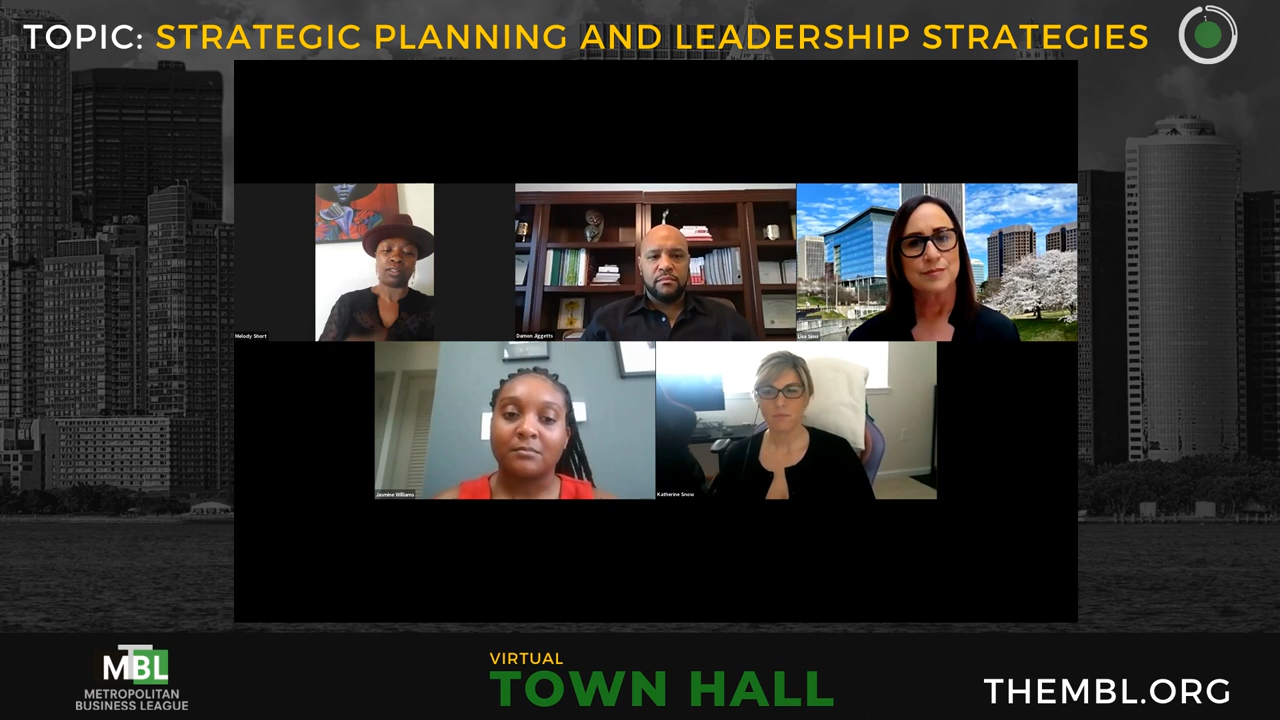 TOPIC: STRATEGIC PLANNING AND LEADERSHIP STRATEGIES
Melody Short
Damon Jiggetts
Lisa Sims
Jasmine Williams
Katherine Snow
MBL
METROPOLITAN
BUSINESS LEAGUE
VIRTUAL
TOWN HALL
THEMBL.ORG